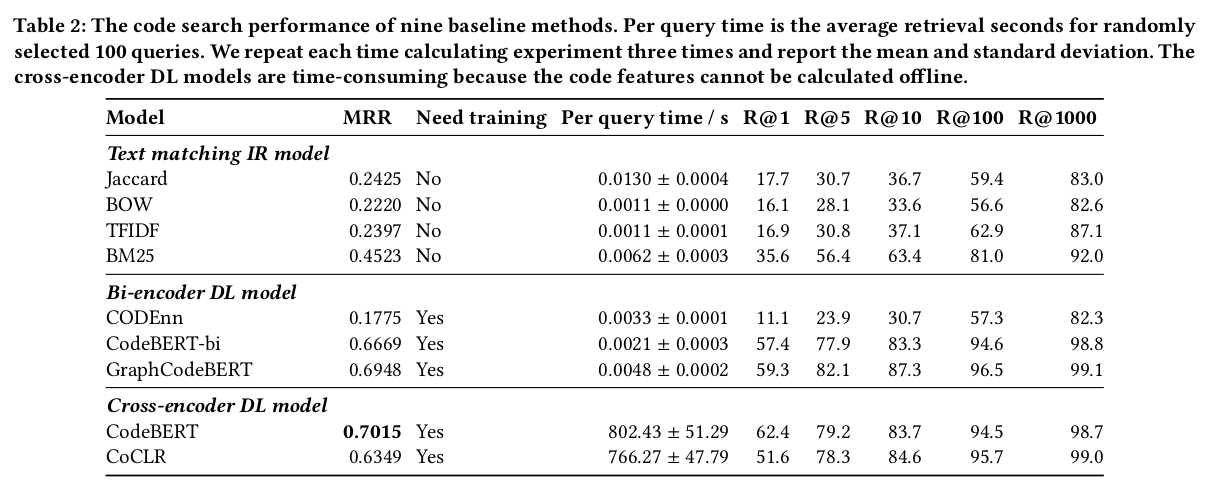 Table 2: The code search performance of nine baseline methods. Per query time is the average retrieval seconds for randomly
selected 100 queries. We repeat each time calculating experiment three times and report the mean and standard deviation. The
cross-encoder DL models are time-consuming because the code features cannot be calculated offline.
Model MRR Need training Per query time / s R@1 R@5 R@10 R@100 R@1000
Text matching IR model
Jaccard 0.2425 No 0.0130 ± 0.0004 17.7 30.7 36.7 59.4 83.0
BOW 0.2220 No 0.0011 ± 0.0000 16.1 28.1 33.6 56.6 82.6
TFIDF 0.2397 No 0.0011 ± 0.0001 16.9 30.8 37.1 62.9 87.1
BM25 0.4523 No 0.0062 ± 0.0003 35.6 56.4 63.4 81.0 92.0
Bi-encoder DL model
CODEnn 0.1775 Yes 0.0033 ± 0.0001 11.1 23.9 30.7 57.3 82.3
CodeBERT-bi 0.6669 Yes 0.0021 ± 0.0003 57.4 77.9 83.3 94.6 98.8
GraphCodeBERT 0.6948 Yes 0.0048 ± 0.0002 59.3 82.1 87.3 96.5 99.1
Cross-encoder DL model
CodeBERT 0.7015 Yes 802.43 ± 51.29 62.4 79.2 83.7 94.5 98.7
CoCLR 0.6349 Yes 766.27 ± 47.79 51.6 78.3 84.6 95.7 99.0